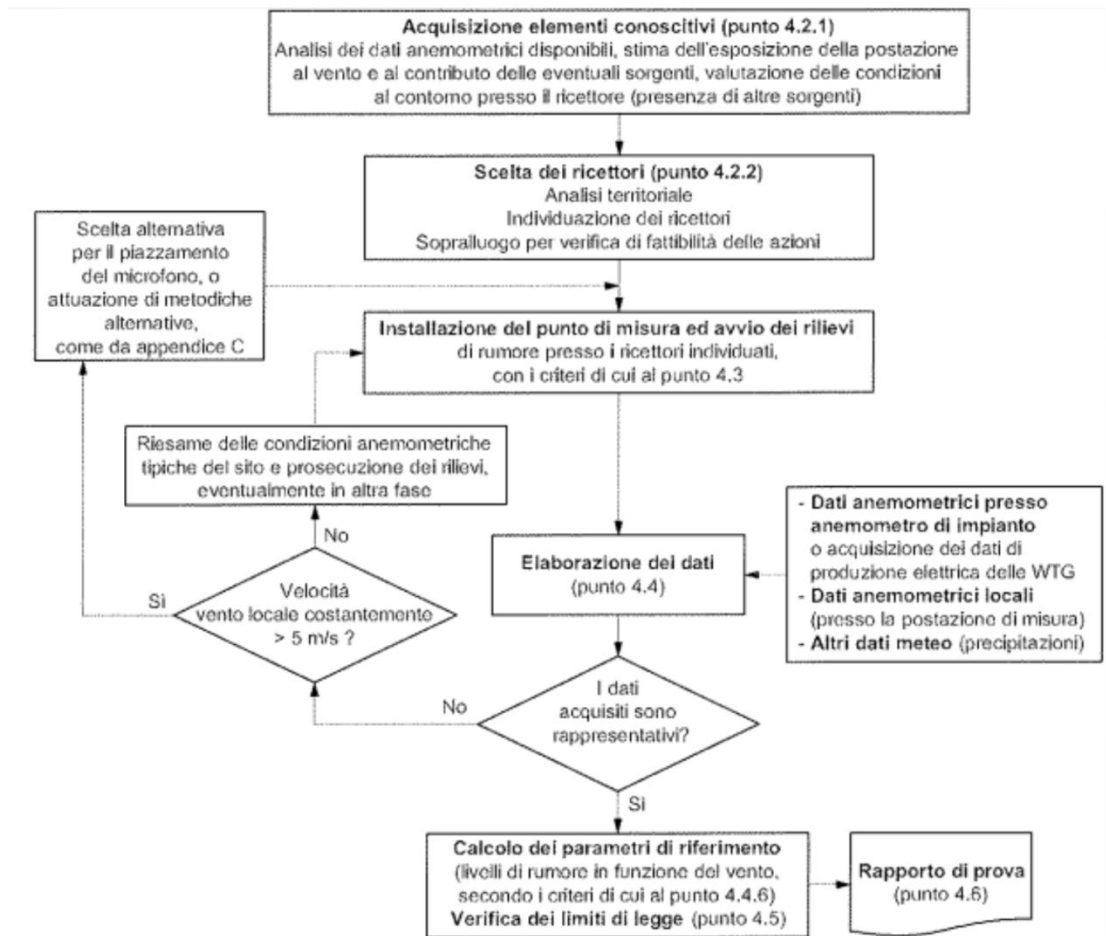 Acquisizione elementi conoscitivi (punto 4.2.1)
Analisi dei dati anemometrici disponibili, stima dell'esposizione della postazione
al vento e al contributo delle eventuali sorgenti, valutazione delle condizioni
al contorno presso il ricettore (presenza di altre sorgenti)
Scelta dei ricettori (punto 4.2.2)
Analisi territoriale
Individuazione dei ricettori
Sopralluogo per verifica di fattibilità delle azioni
Scelta alternativa
per il piazzamento
del microfono, o
attuazione di metodiche
alternative,
come da appendice C
Installazione del punto di misura ed avvio dei rilievi
di rumore presso i ricettori individuati,
con i criteri di cui al punto 4.3
Riesame delle condizioni anemometriche
tipiche del sito e prosecuzione dei rilievi,
eventualmente in altra fase
No
Sì
Velocità
vento locale costantemente
> 5 m/s ?
Elaborazione dei dati
(punto 4.4)
- Dati anemometrici presso
anemometro di impianto
o acquisizione dei dati di
produzione elettrica delle WTG
- Dati anemometrici locali
(presso la postazione di misura)
- Altri dati meteo (precipitazioni)
No
I dati
acquisiti sono
rappresentativi?
Sì
Calcolo dei parametri di riferimento
(livelli di rumore in funzione del vento,
secondo i criteri di cui al punto 4.4.6)
Verifica dei limiti di legge (punto 4.5)
Rapporto di prova
(punto 4.6)